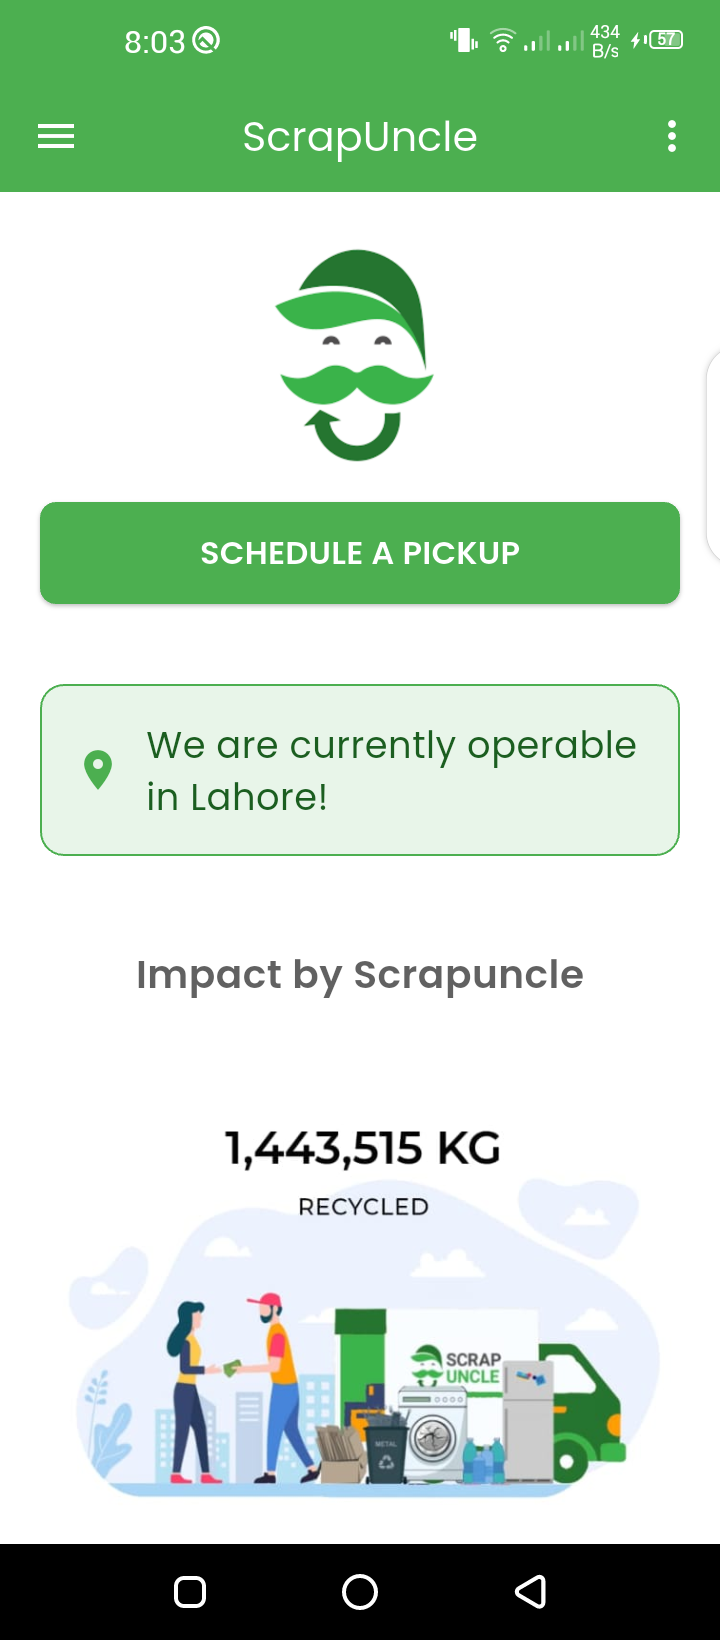 8:03
434
B/s
57
ScrapUncle
SCHEDULE A PICKUP
We are currently operable
in Lahore!
Impact by Scrapuncle
1,443,515 KG
RECYCLED
SCRAP
UNCLE
METAL